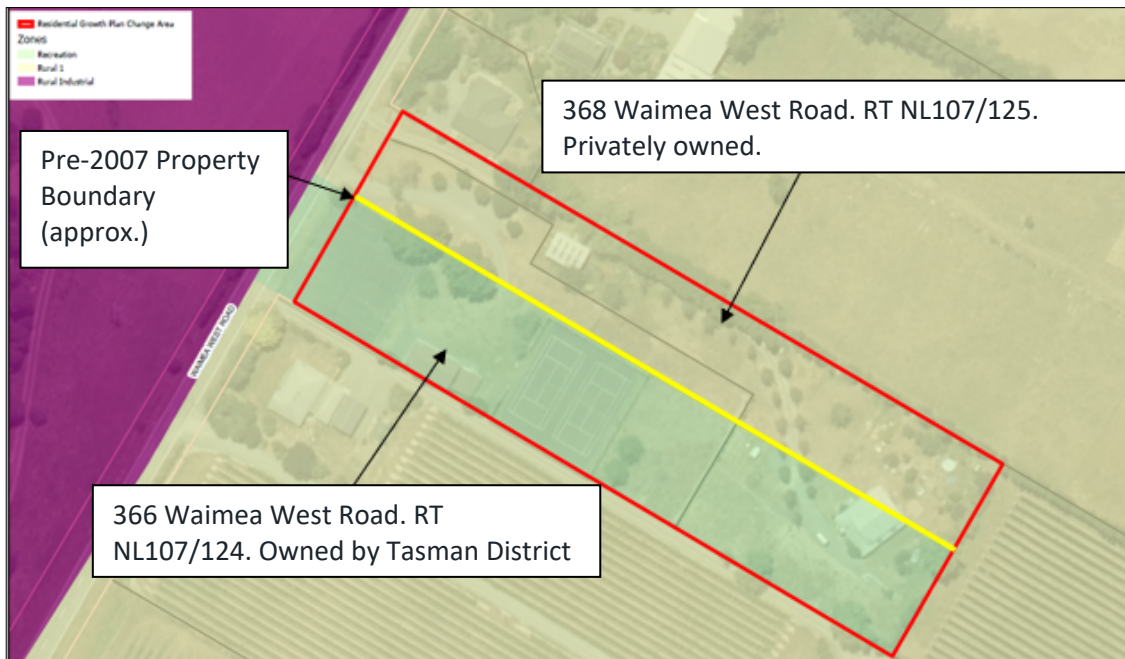 Residential Growth Plan Change Area
Zones
Recreation
Rural 1
Rural Industrial
368 Waimea West Road. RT NL107/125.
Privately owned.
Pre-2007 Property
Boundary
(approx.)
WAIMEA WEST ROAD
366 Waimea West Road. RT
NL107/124. Owned by Tasman District